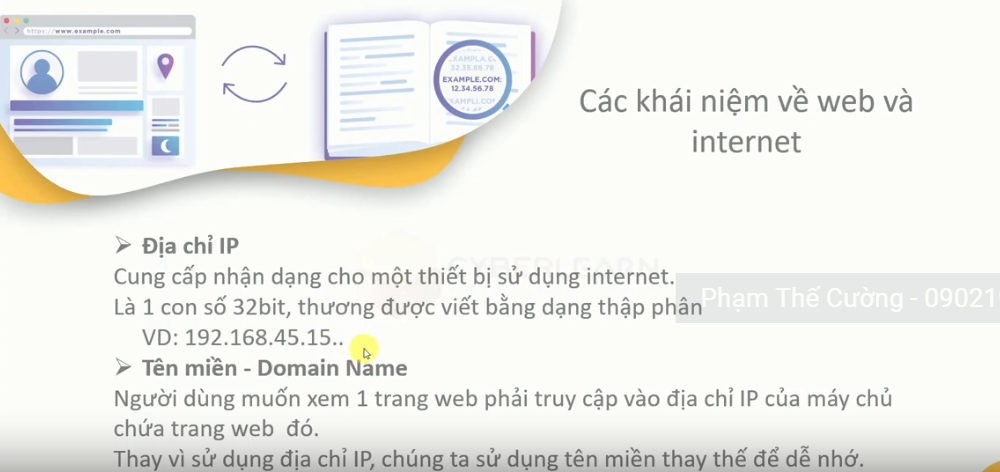 https://www.example.com
EXAMPLE.COM:
12.34.56.78
Các khái niệm về web và
internet
➢ Địa chỉ IP
Cung cấp nhận dạng cho một thiết bị sử dụng internet.
CYBERLEARN
Là 1 con số 32bit, thương được viết bằng dạng thập phân
Phạm Thế Cường - 09021
VD: 192.168.45.15..
➢ Tên miền - Domain Name
Người dùng muốn xem 1 trang web phải truy cập vào địa chỉ IP của máy chủ
chứa trang web đó.
Thay vì sử dụng địa chỉ IP, chúng ta sử dụng tên miền thay thế để dễ nhớ.